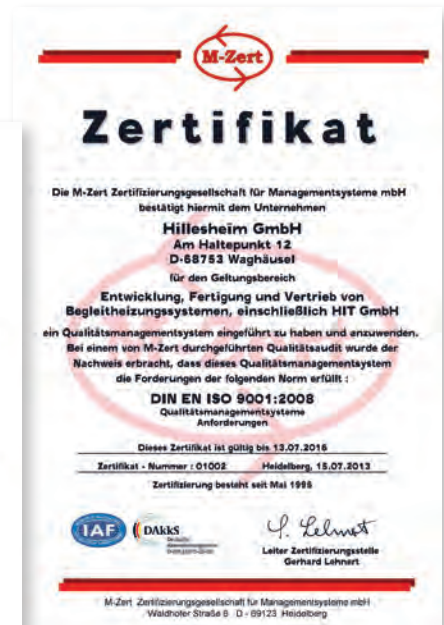 M-Zert
Zertifikat
Die M-Zert Zertifizierungsgesellschaft für Managementsysteme mbH
bestätigt hiermit dem Unternehmen
Hillesheim GmbH
Am Haltepunkt 12
D-68753 Waghäusel
für den Geltungsbereich
Entwicklung, Fertigung und Vertrieb von
Begleitheizungssystemen, einschließlich HIT GmbH
ein Qualitätsmanagementsystem eingeführt zu haben und anzuwenden.
Bei einem von M-Zert durchgeführten Qualitätsaudit wurde der
Nachweis erbracht, dass dieses Qualitätsmanagementsystem
die Forderungen der folgenden Norm erfüllt :
DIN EN ISO 9001:2008
Qualitätsmanagementsysteme
Anforderungen
Dieses Zertifikat ist gültig bis 13.07.2016
Zertifikat - Nummer : 01002 Heidelberg, 15.07.2013
Zertifizierung besteht seit Mai 1995
IAF DAkkS
G. Lehnert
Leiter Zertifizierungsstelle
Gerhard Lehnert
M-Zert Zertifizierungsgesellschaft für Managementsysteme mbH
Waldhofer Straße 6 D - 69123 Heidelberg